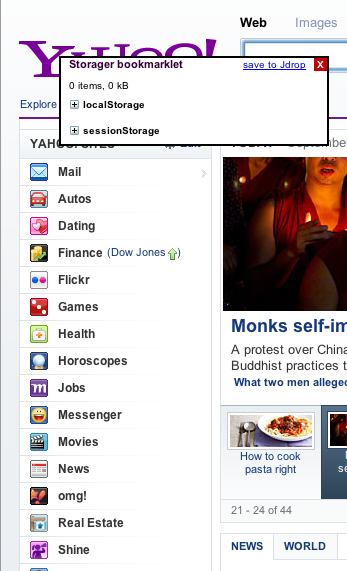 Web Images
YAHOO!
Storager bookmarklet save to Jdrop X
0 items, 0 kB
localStorage
sessionStorage
Explore
Mail
Autos
Dating
Finance (Dow Jones )
Flickr
Games
Health
Horoscopes
Jobs
Messenger
Movies
News
omg!
Real Estate
Shine
Monks self-im
A protest over China
Buddhist practices t
What two men alleged
How to cook
pasta right
21 - 24 of 44
NEWS WORLD